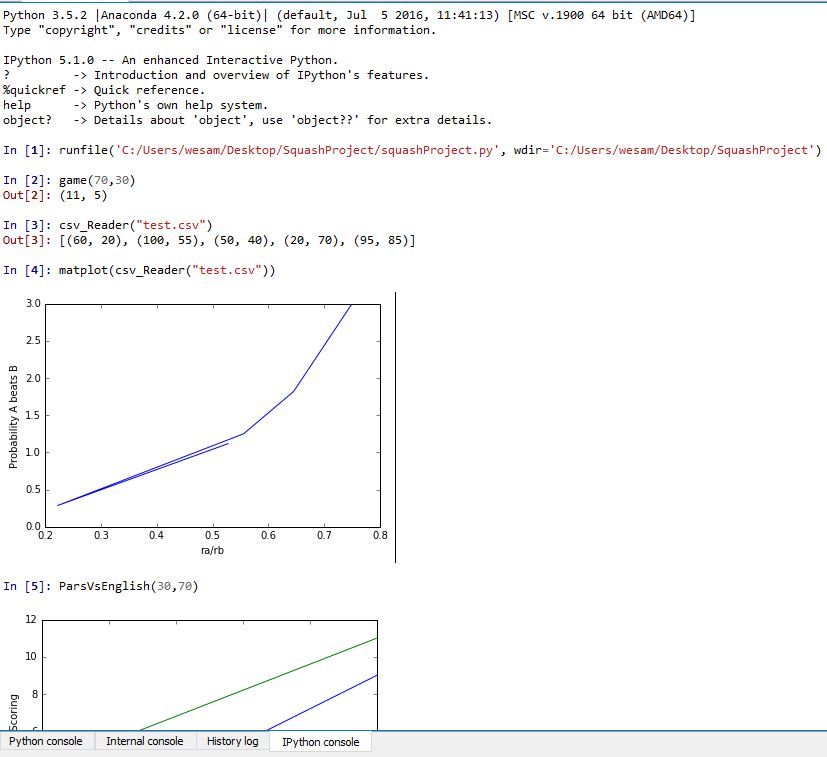 Python 3.5.2 |Anaconda 4.2.0 (64-bit)| (default, Jul  5 2016, 11:41:13) [MSC v.1900 64 bit (AMD64)]
Type "copyright", "credits" or "license" for more information.
IPython 5.1.0 -- An enhanced Interactive Python.
?         -> Introduction and overview of IPython's features.
%quickref -> Quick reference.
help      -> Python's own help system.
object?   -> Details about 'object', use 'object??' for extra details.
In [1]: runfile('C:/Users/wesam/Desktop/SquashProject/squashProject.py', wdir='C:/Users/wesam/Desktop/SquashProject')
In [2]: game(70,30)
Out[2]: (11, 5)
In [3]: csv_Reader("test.csv")
Out[3]: [(60, 20), (100, 55), (50, 40), (20, 70), (95, 85)]
In [4]: matplot(csv_Reader("test.csv"))
3.0
2.5
2.0
1.5
1.0
0.5
0.0
Probability A beats B
0.2 0.3 0.4 0.5 0.6 0.7 0.8
ra/rb
In [5]: ParsVsEnglish(30,70)
12
10
8
6
Scoring
Python console Internal console History log IPython console